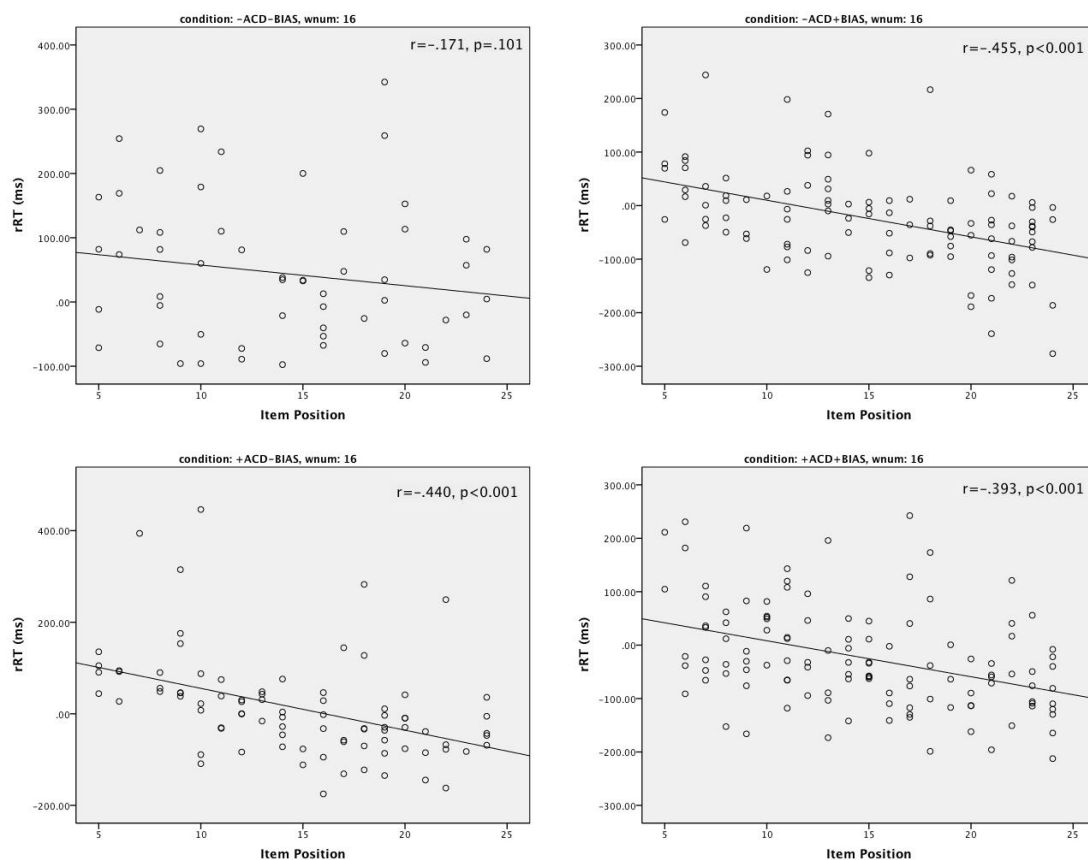 condition: -ACD-BIAS, wnum: 16
r=-.171, p=.101
400.00
300.00
200.00
100.00
.00
-100.00
rRT (ms)
5 10 15 20 25
Item Position
condition: -ACD+BIAS, wnum: 16
r=-.455, p<0.001
300.00
200.00
100.00
.00
-100.00
-200.00
-300.00
rRT (ms)
5 10 15 20 25
Item Position
condition: +ACD-BIAS, wnum: 16
r=-.440, p<0.001
400.00
200.00
.00
-200.00
rRT (ms)
5 10 15 20 25
Item Position
condition: +ACD+BIAS, wnum: 16
r=-.393, p<0.001
300.00
200.00
100.00
.00
-100.00
-200.00
-300.00
rRT (ms)
5 10 15 20 25
Item Position